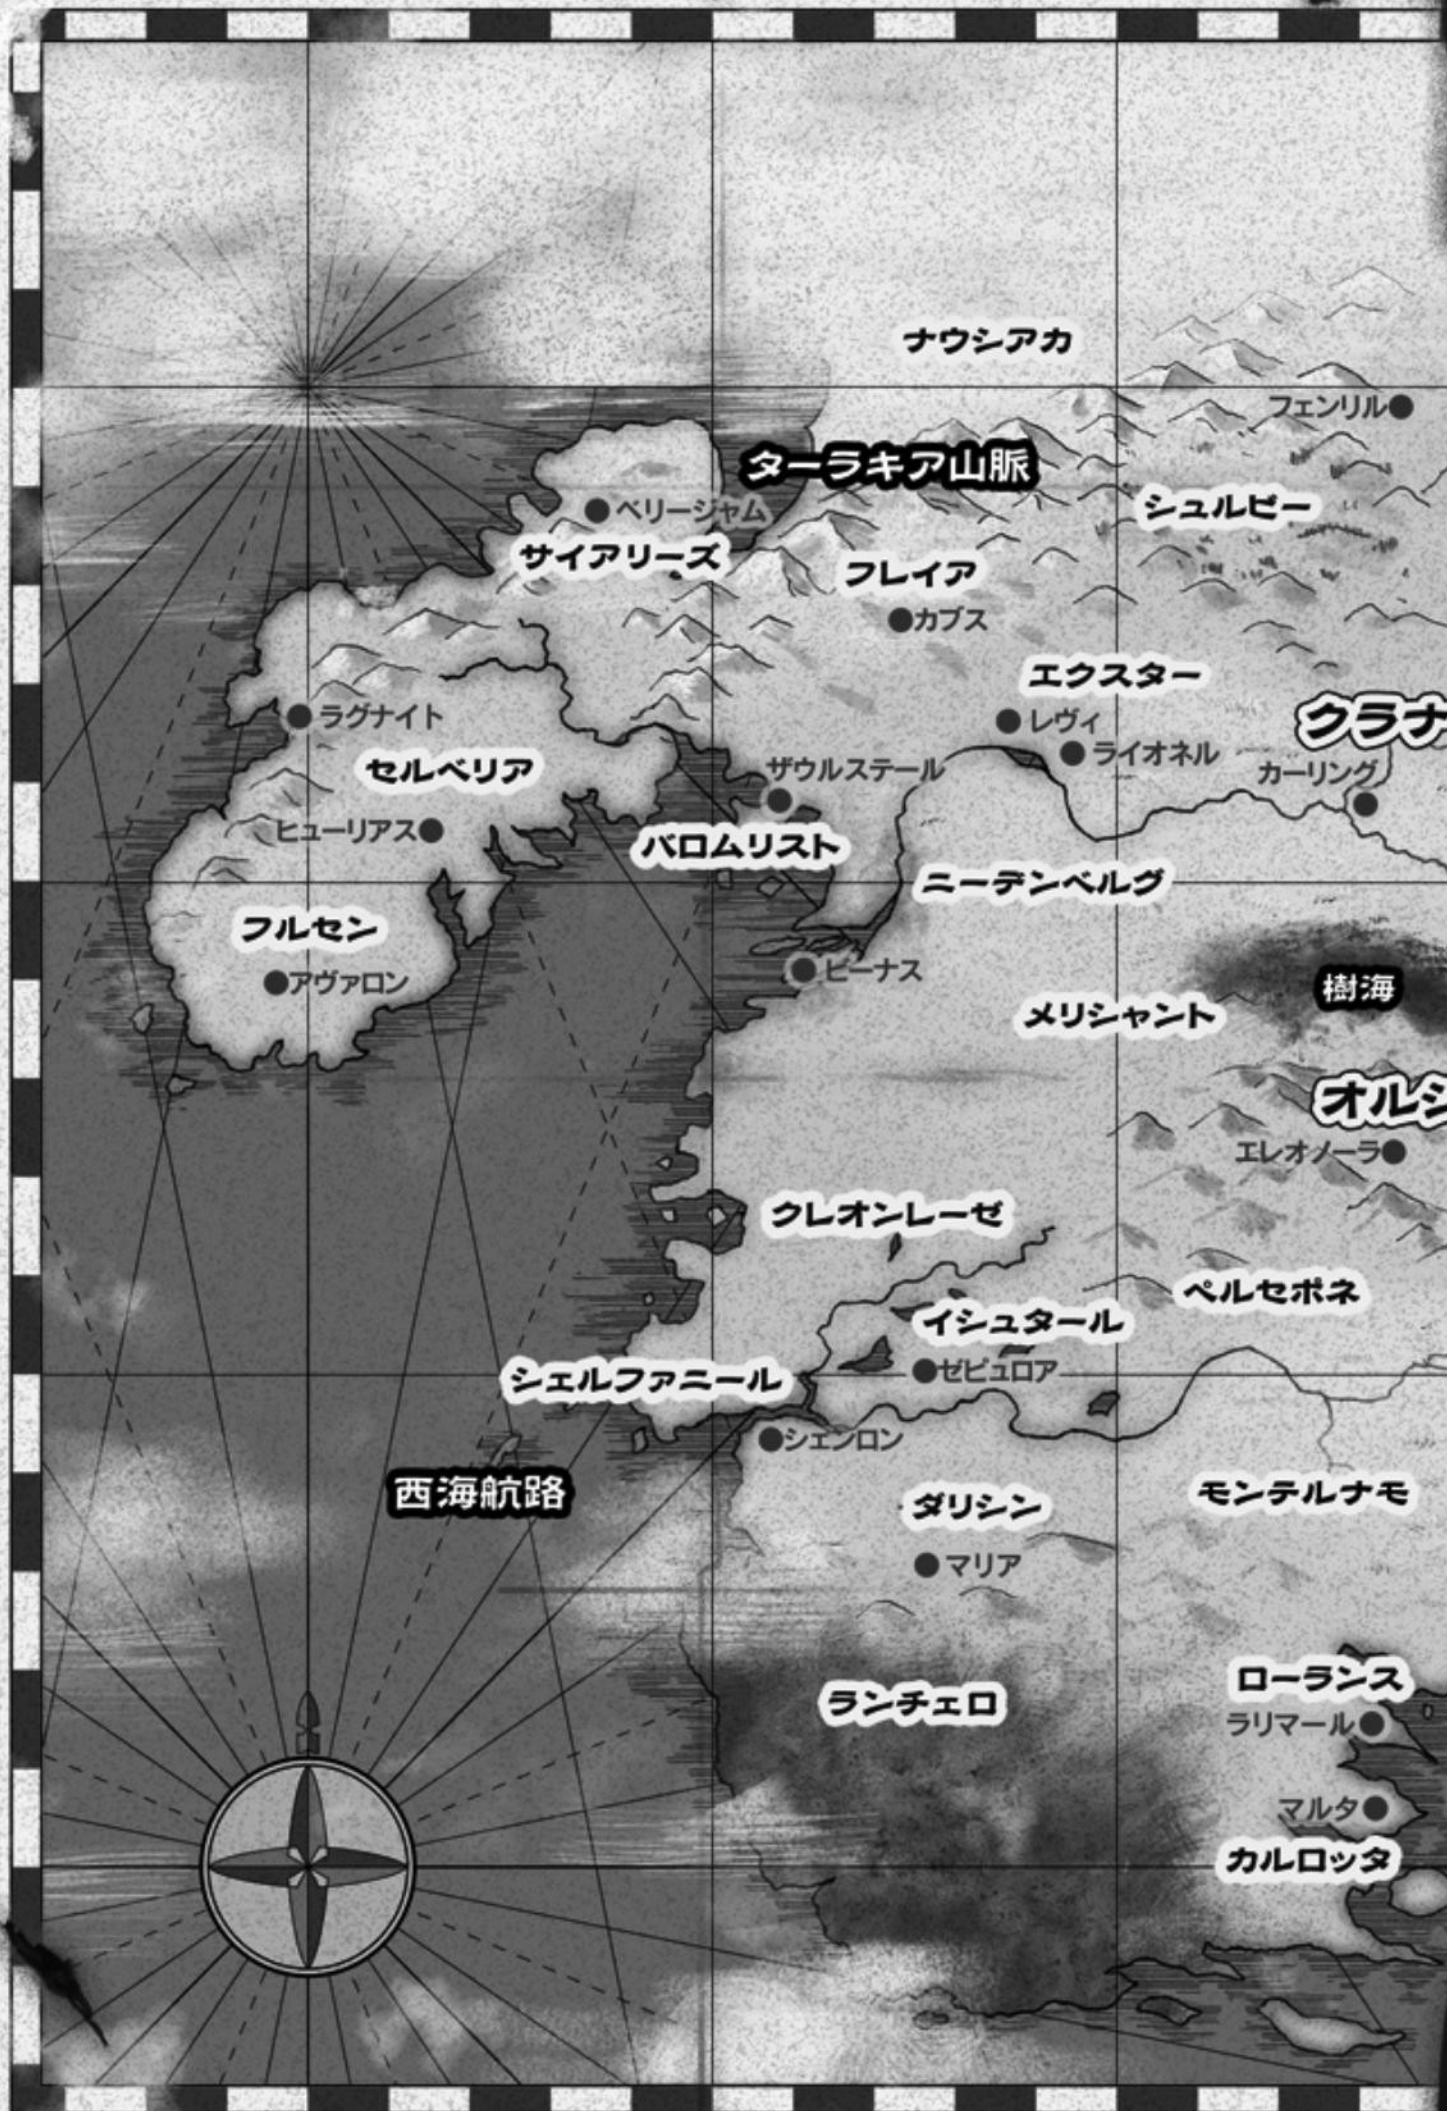 ナウシアカ
フェンリル
ターラキア山脈
ベリージャム
シュルビー
サイアリーズ
フレイア
カブス
エクスター
ラグナイト
レヴィ
クラナ
ライオネル
セルベリア
ザウルステール
カーリング
ヒューリアス
バロムリスト
ニーデンベルグ
フルセン
ビーナス
アヴァロン
樹海
メリシャント
オルシ
エレオノーラ
クレオンレーゼ
ペルセポネ
イシュタール
ゼピュロア
シェルファニール
シェンロン
西海航路
モンテルナモ
ダリシン
マリア
ローランス
ランチェロ
ラリマール
マルタ
カルロッタ